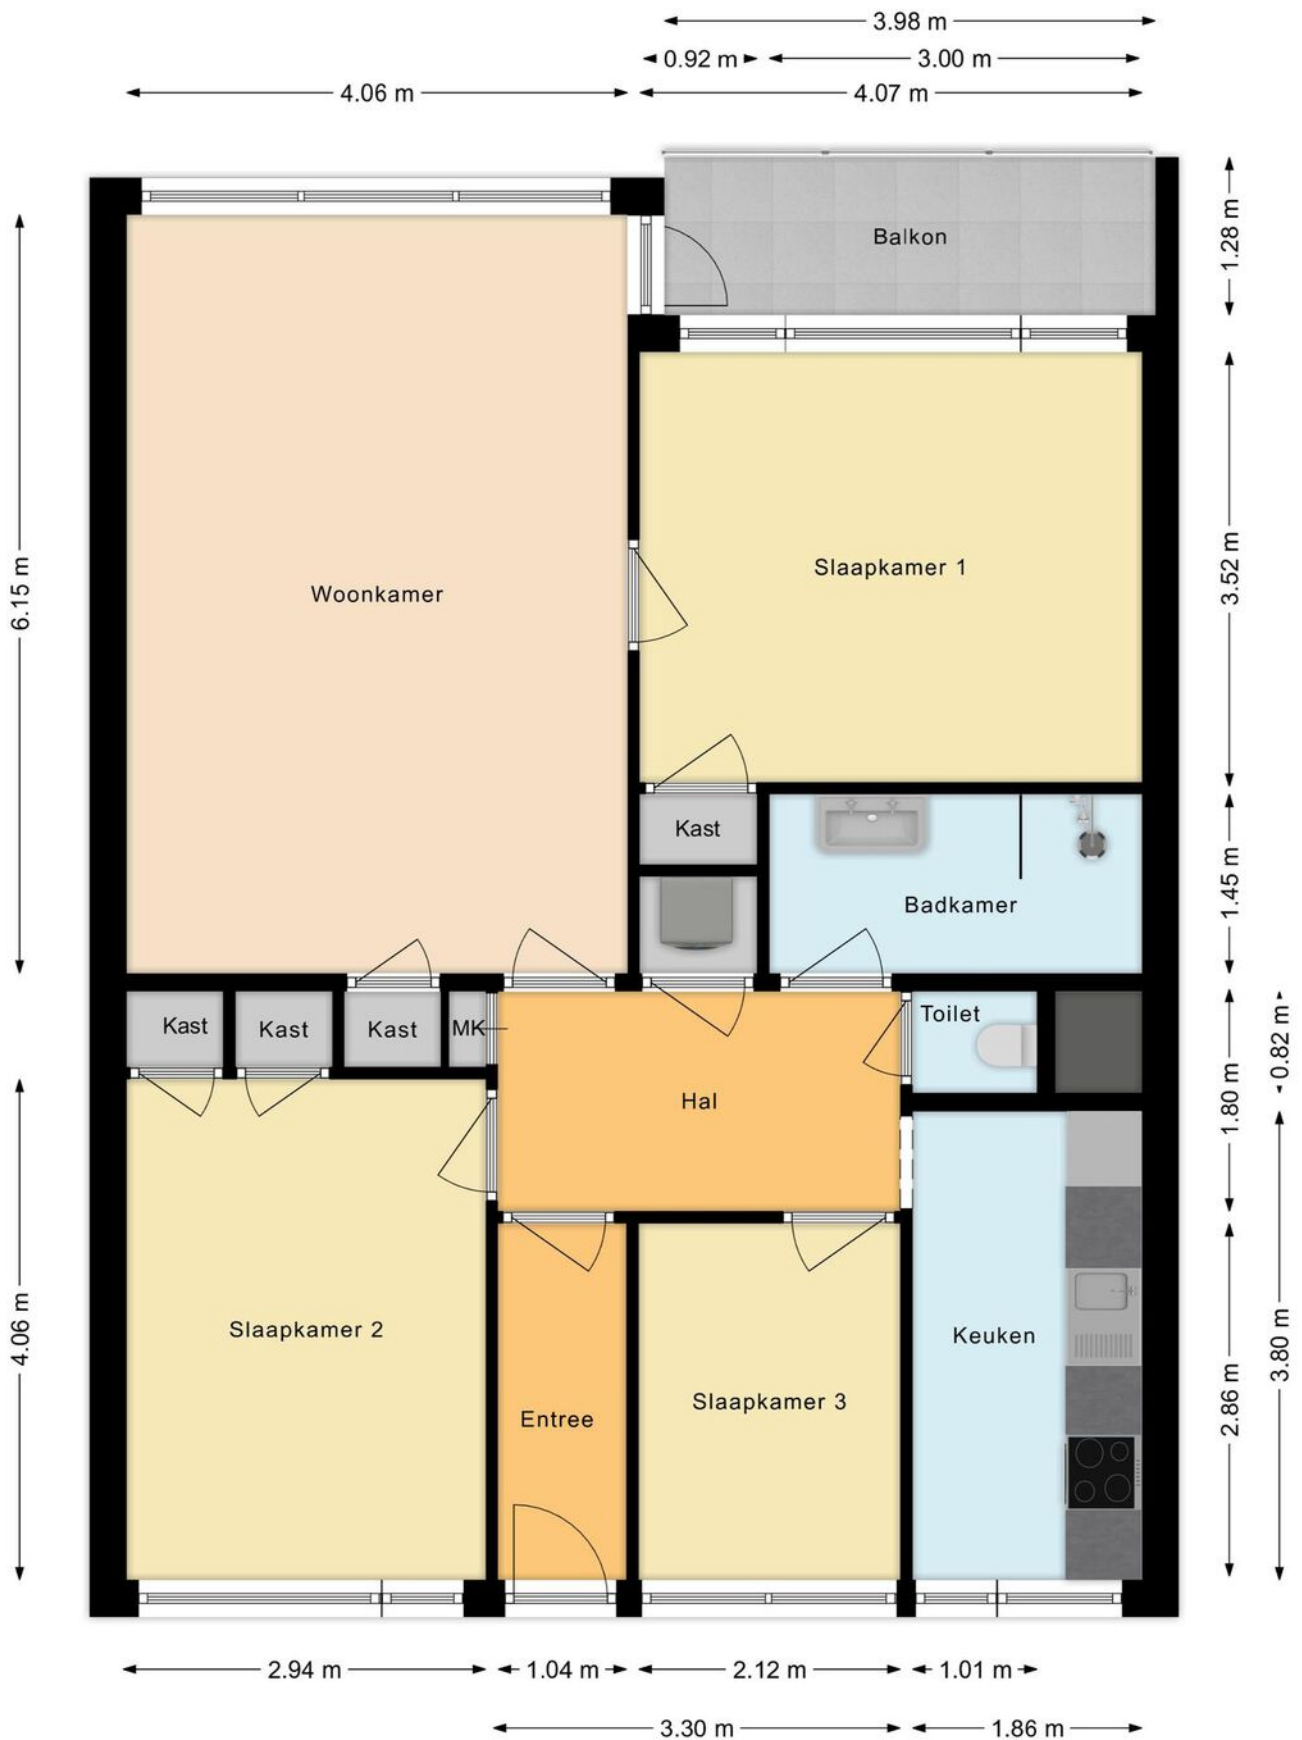 3.98 m
0.92 m
3.00 m
4.06 m
4.07 m
Balkon
1.28 m
6.15 m
Woonkamer
Slaapkamer 1
3.52 m
Kast
Badkamer
1.45 m
Kast
Kast
Kast
MK
Toilet
0.82 m
Hal
1.80 m
Slaapkamer 2
4.06 m
Entree
Slaapkamer 3
Keuken
2.86 m
3.80 m
2.94 m
1.04 m
2.12 m
1.01 m
3.30 m
1.86 m